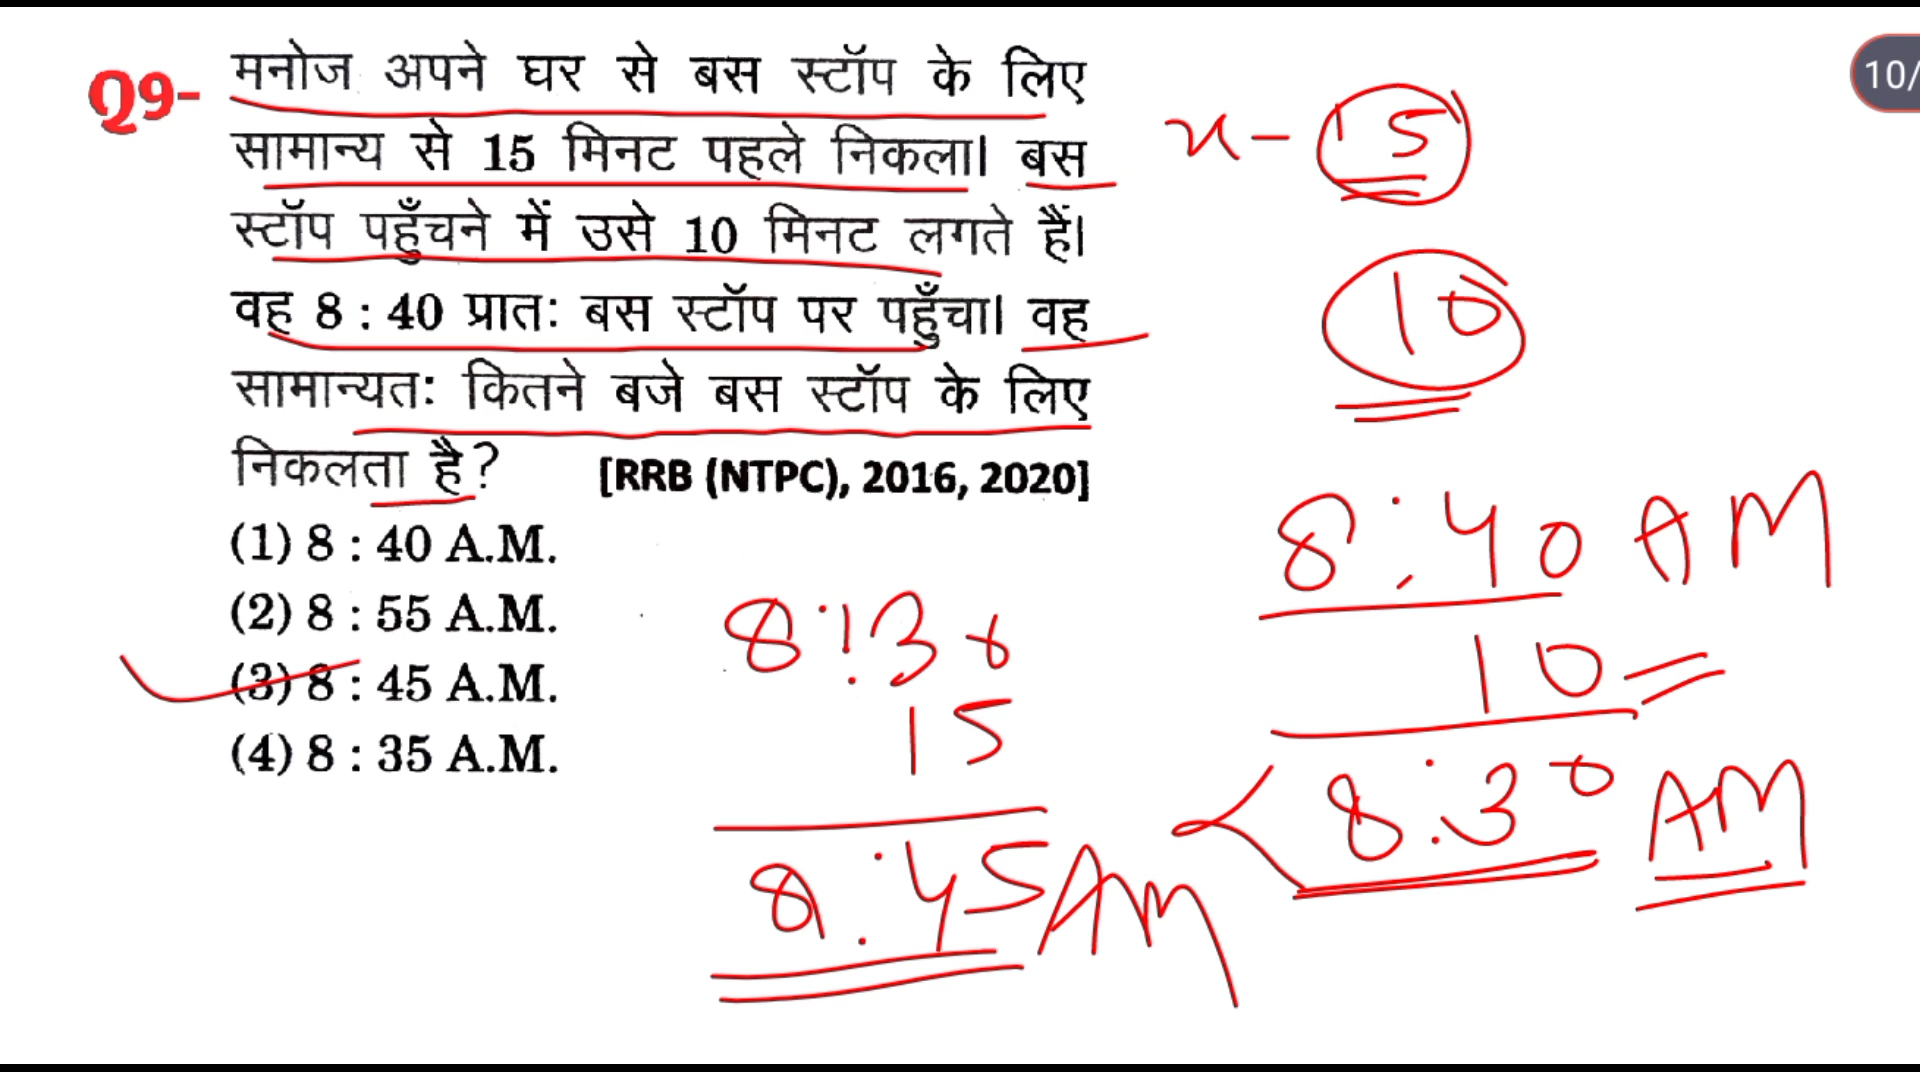 Q9- मनोज अपने घर से बस स्टॉप के लिए
सामान्य से 15 मिनट पहले निकला। बस
स्टॉप पहुँचने में उसे 10 मिनट लगते हैं।
वह 8 : 40 प्रातः बस स्टॉप पर पहुँचा। वह
सामान्यतः कितने बजे बस स्टॉप के लिए
निकलता है? [RRB (NTPC), 2016, 2020]
(1) 8 : 40 A.M.
(2) 8 : 55 A.M.
(3) 8 : 45 A.M.
(4) 8 : 35 A.M.
x - 15
10
8:40 AM
10
8:30 AM
8:30
15
8:45 AM
10/